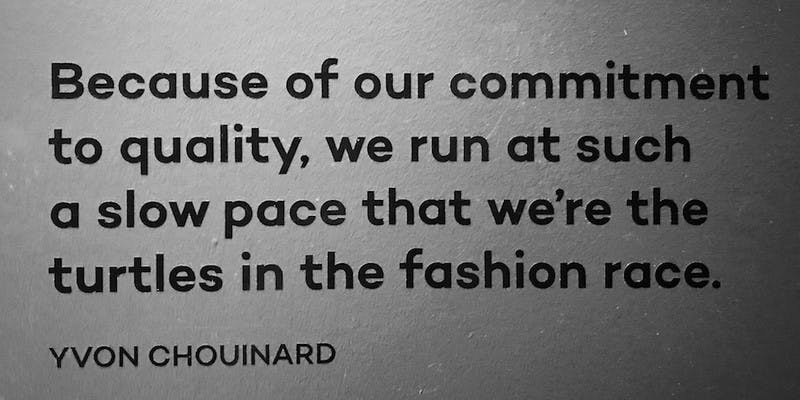 Because of our commitment
to quality, we run at such
a slow pace that we’re the
turtles in the fashion race.
YVON CHOUINARD